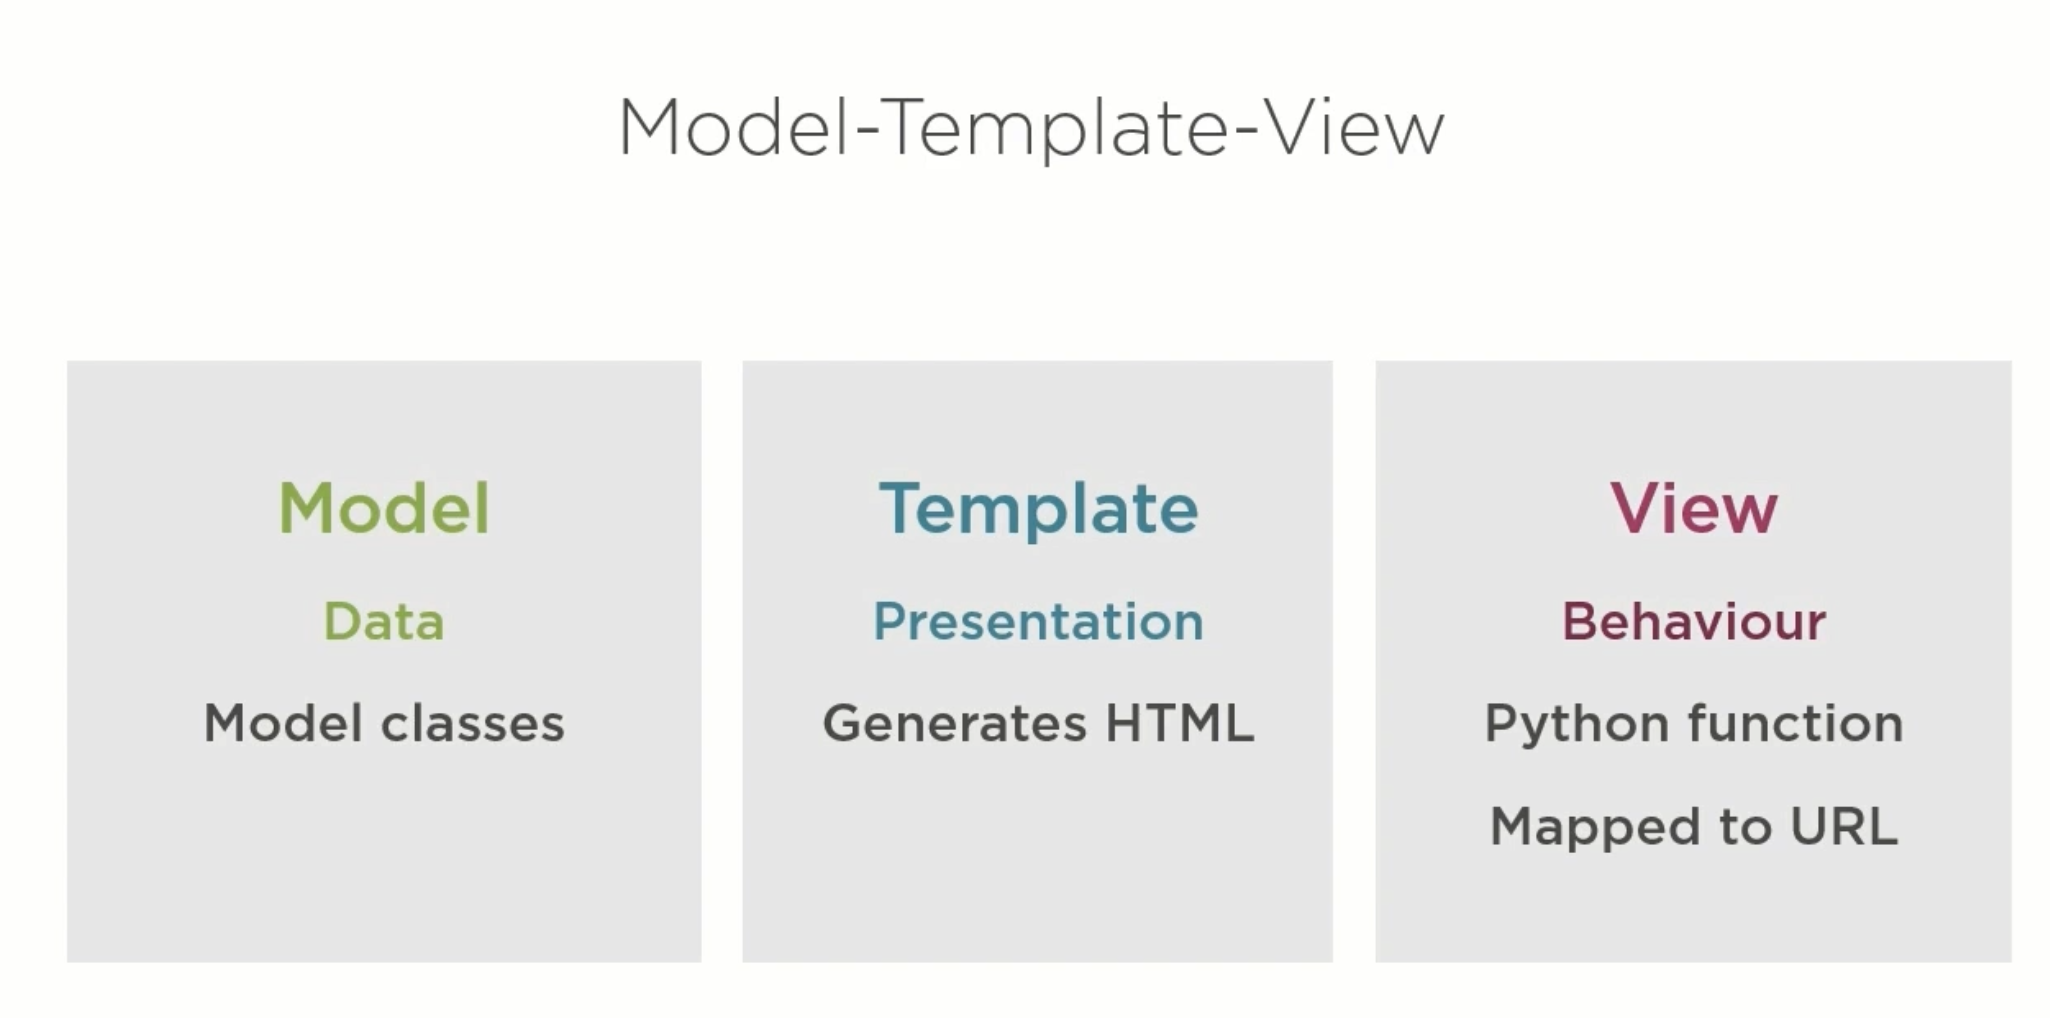 Model-Template-View
Model
Data
Model classes
Template
Presentation
Generates HTML
View
Behaviour
Python function
Mapped to URL